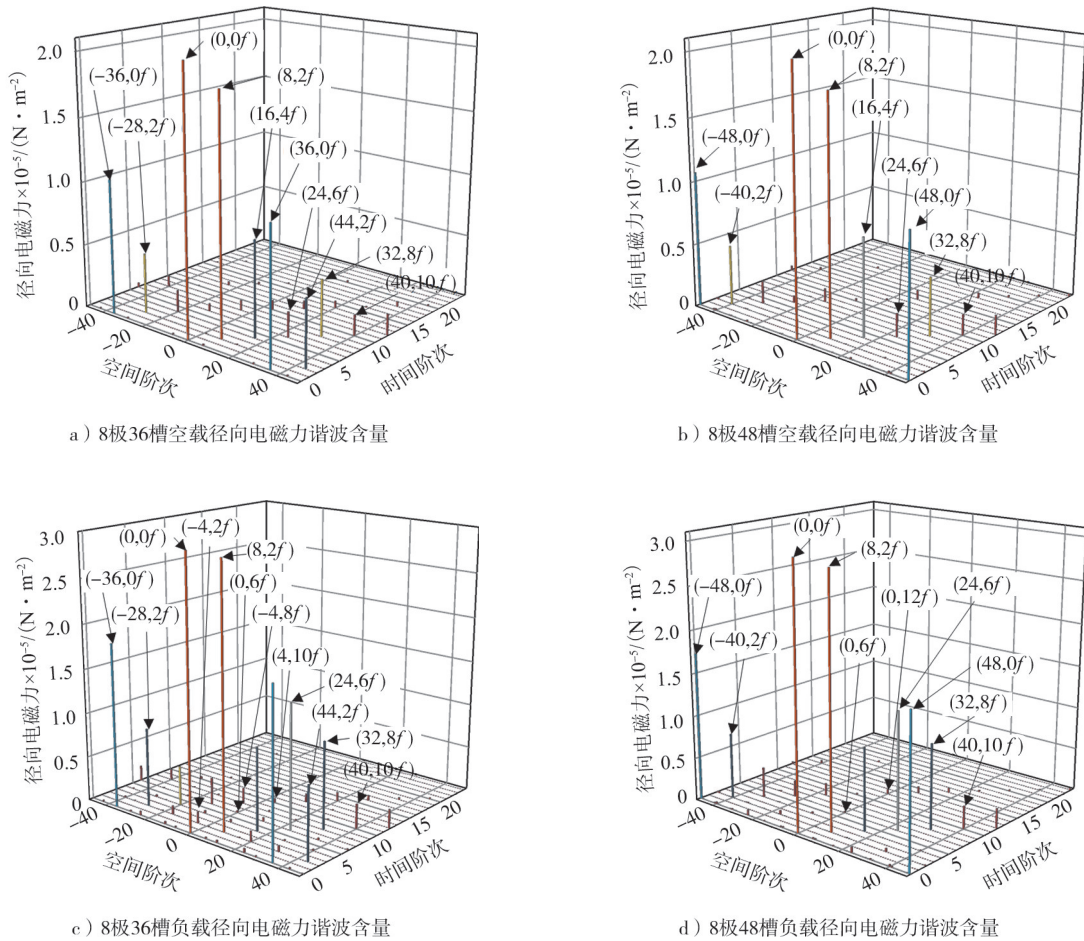 径向电磁力×10⁻⁵/(N・m⁻²)
2.0
1.5
1.0
0.5
0
(0,0f)
(−36,0f)
(8,2f)
(−28,2f)
(16,4f)
(36,0f)
(24,6f)
(44,2f)
(32,8f)
(40,10f)
−40
−20
0
20
40
空间阶次
0
5
10
15
20
时间阶次
a）8极36槽空载径向电磁力谐波含量
径向电磁力×10⁻⁵/(N・m⁻²)
2.0
1.5
1.0
0.5
0
(0,0f)
(8,2f)
(16,4f)
(−48,0f)
(24,6f)
(−40,2f)
(48,0f)
(32,8f)
(40,10f)
−40
−20
0
20
40
空间阶次
0
5
10
15
20
时间阶次
b）8极48槽空载径向电磁力谐波含量
径向电磁力×10⁻⁵/(N・m⁻²)
3.0
2.5
2.0
1.5
1.0
0.5
0
(−4,2f)
(0,0f)
(8,2f)
(−36,0f)
(0,6f)
(−28,2f)
(−4,8f)
(4,10f)
(24,6f)
(44,2f)
(32,8f)
(40,10f)
−40
−20
0
20
40
空间阶次
0
5
10
15
20
时间阶次
c）8极36槽负载径向电磁力谐波含量
径向电磁力×10⁻⁵/(N・m⁻²)
3.0
2.0
1.5
1.0
0.5
0
(0,0f)
(8,2f)
(−48,0f)
(0,12f)
(24,6f)
(−40,2f)
(0,6f)
(48,0f)
(32,8f)
(40,10f)
−40
−20
0
20
40
空间阶次
0
5
10
15
20
时间阶次
d）8极48槽负载径向电磁力谐波含量